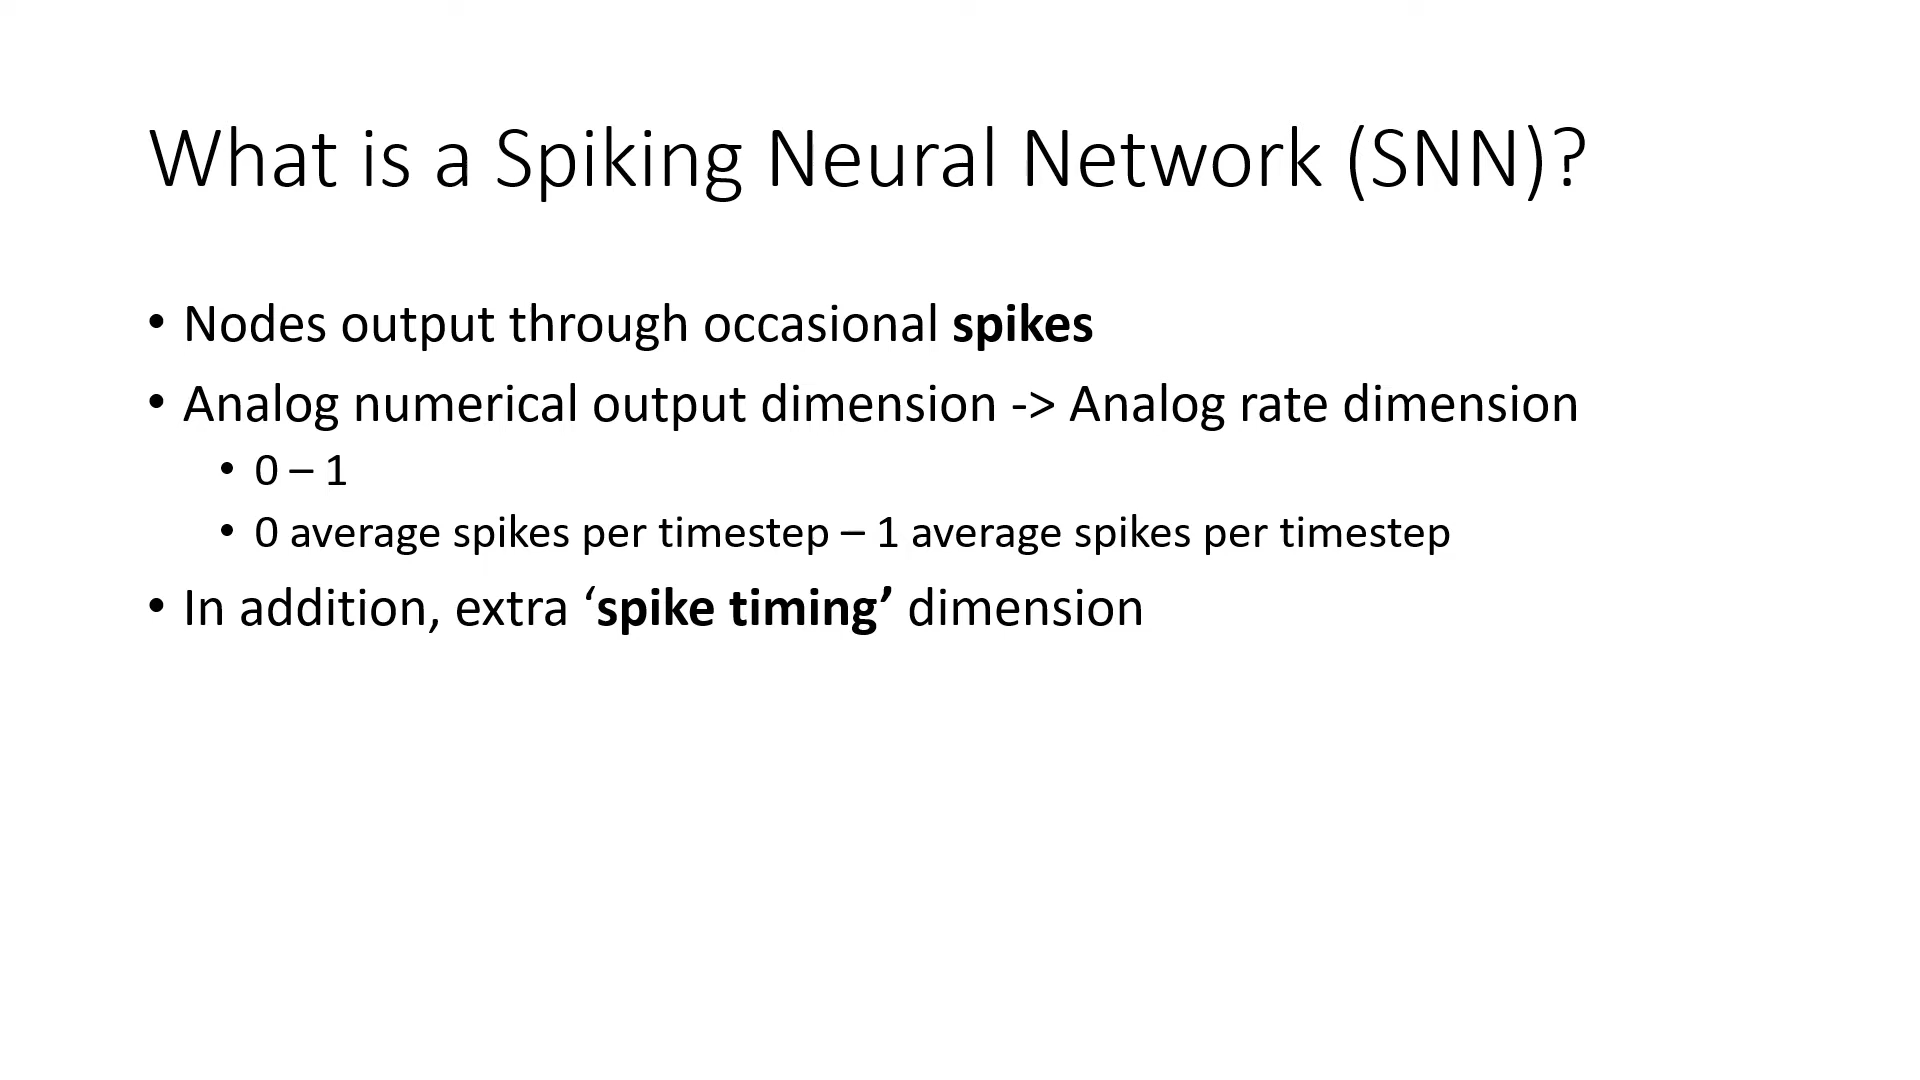 What is a Spiking Neural Network (SNN)?
• Nodes output through occasional spikes
• Analog numerical output dimension -> Analog rate dimension
• 0 – 1
• 0 average spikes per timestep – 1 average spikes per timestep
• In addition, extra ‘spike timing’ dimension